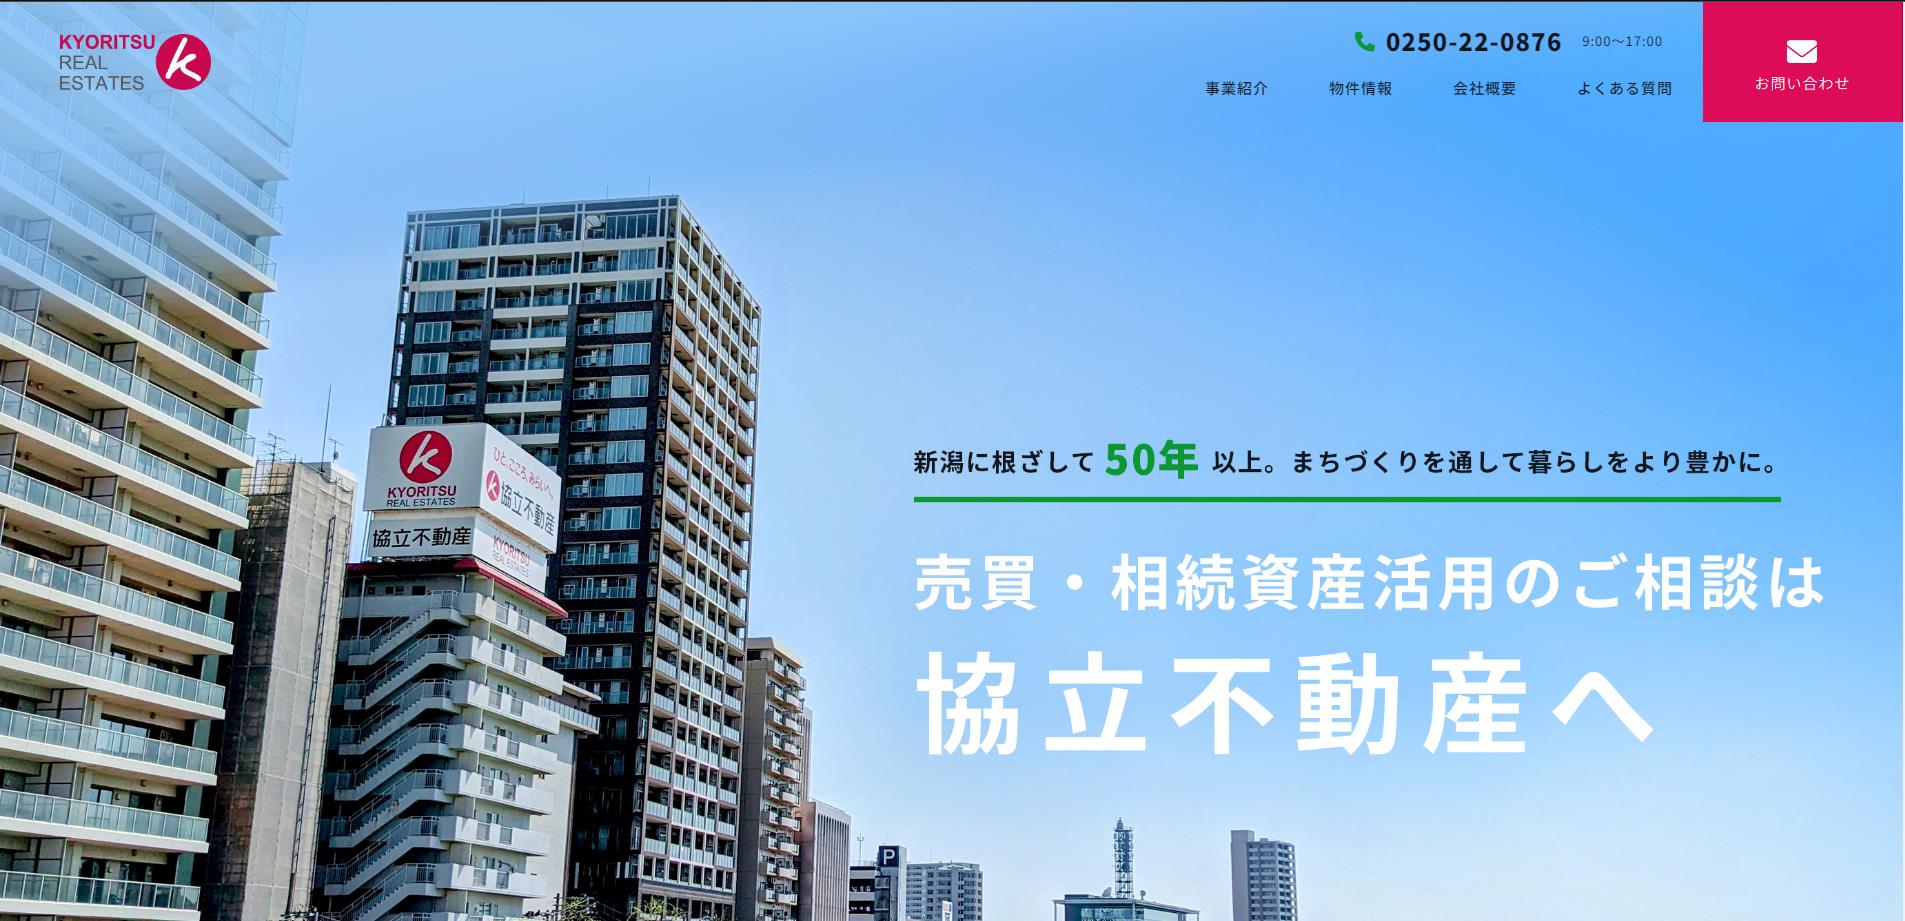 KYORITSU
REAL
ESTATES
0250-22-0876 9:00〜17:00
事業紹介 物件情報 会社概要 よくある質問
お問い合わせ
KYORITSU
REAL ESTATES
協立不動産
ひと、こころ、みらいへ。
協立不動産
KYORITSU
REAL ESTATES
新潟に根ざして 50年 以上。まちづくりを通して暮らしをより豊かに。
売買・相続資産活用のご相談は
協立不動産へ
P